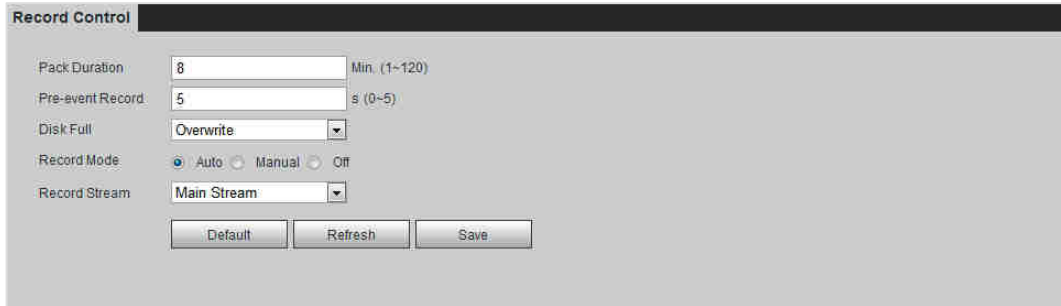 Record Control
Pack Duration 8 Min. (1~120)
Pre-event Record 5 s (0~5)
Disk Full Overwrite
Record Mode Auto Manual Off
Record Stream Main Stream
Default Refresh Save